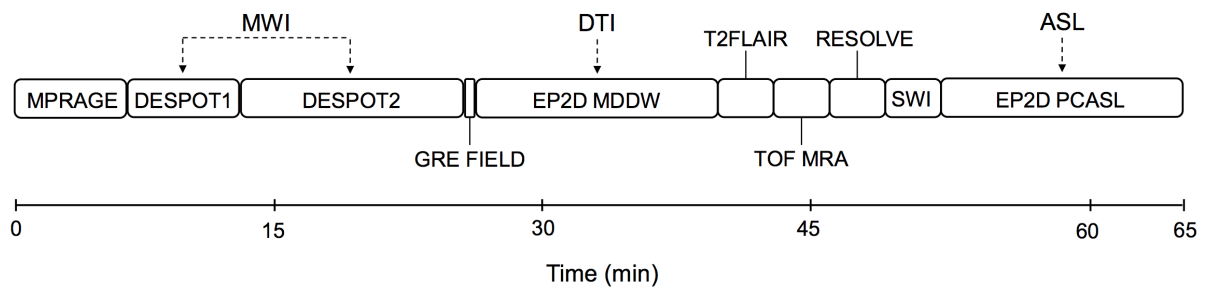 MWI DTI T2FLAIR RESOLVE ASL
MPRAGE DESPOT1 DESPOT2 EP2D MDDW SWI EP2D PCASL
GRE FIELD TOF MRA
0 15 30 45 60 65
Time (min)